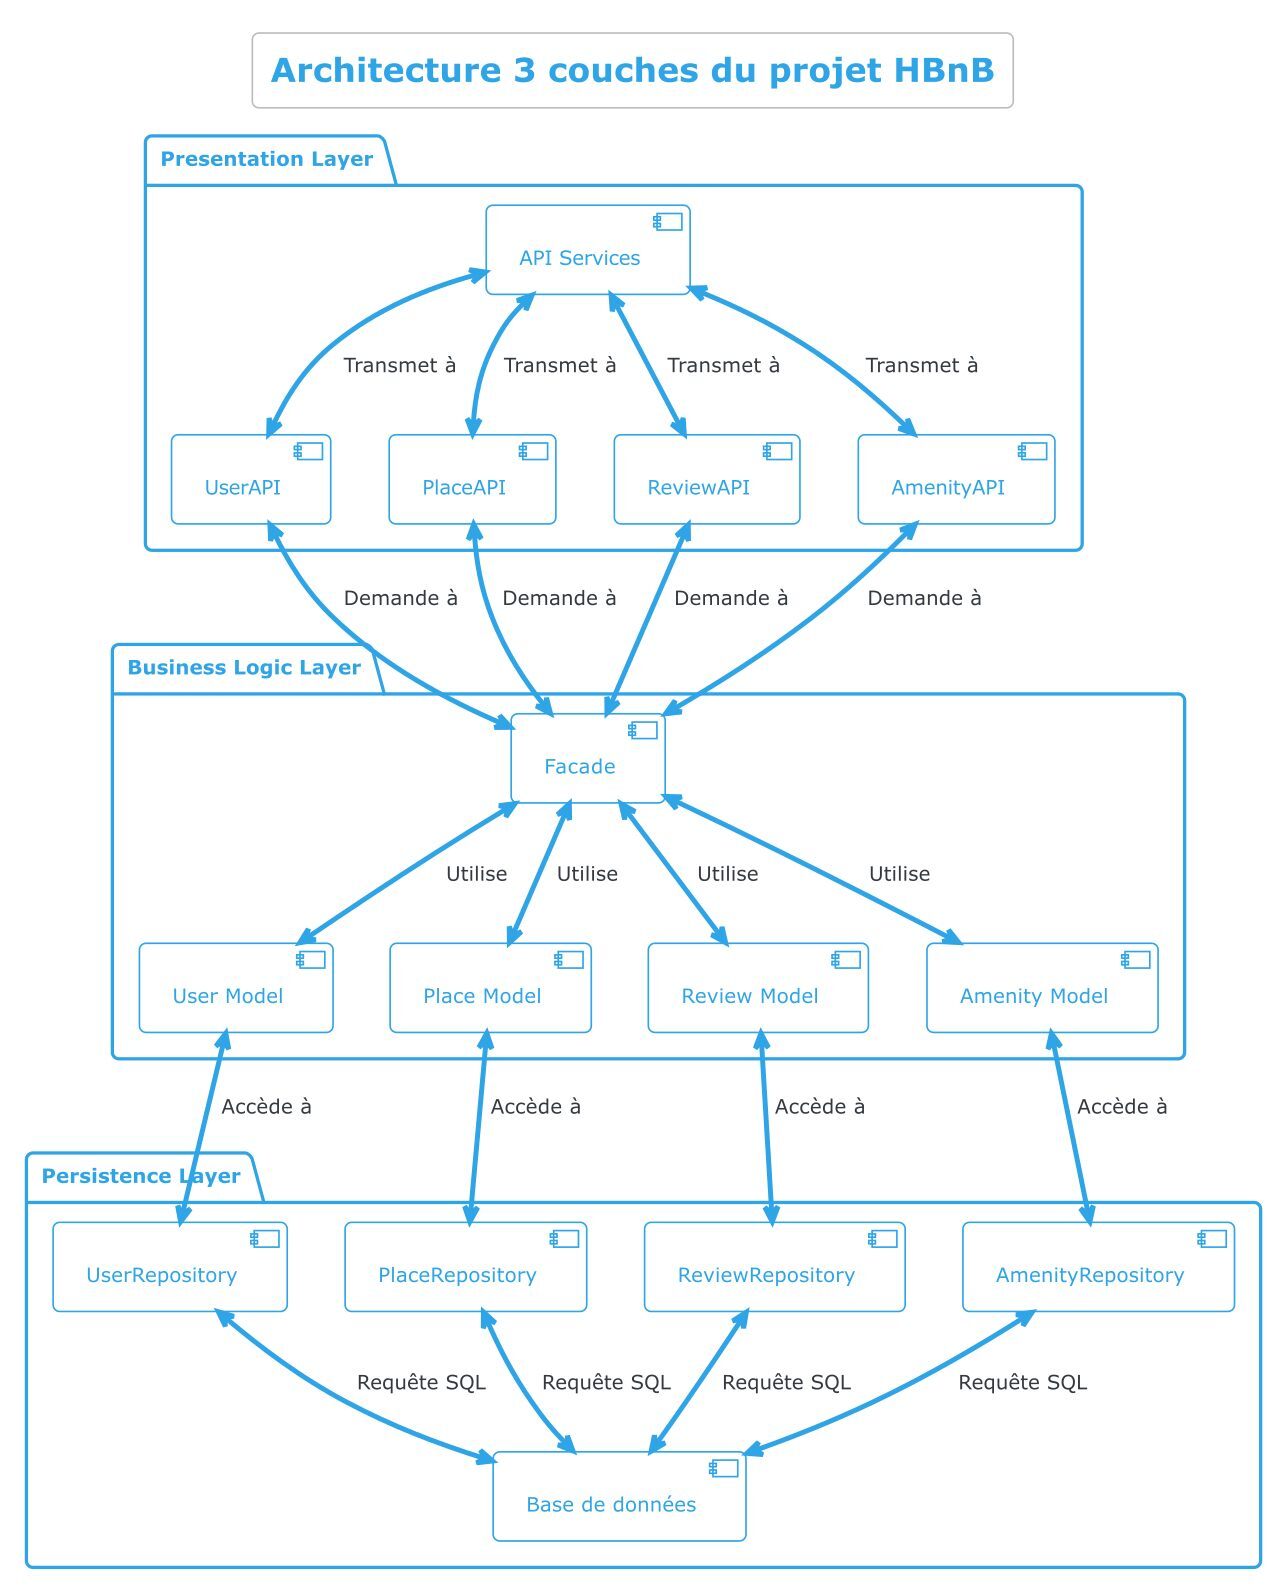 Architecture 3 couches du projet HBnB
Presentation Layer
API Services
Transmet à
Transmet à
Transmet à
Transmet à
UserAPI
PlaceAPI
ReviewAPI
AmenityAPI
Demande à
Demande à
Demande à
Demande à
Business Logic Layer
Facade
Utilise
Utilise
Utilise
Utilise
User Model
Place Model
Review Model
Amenity Model
Accède à
Accède à
Accède à
Accède à
Persistence Layer
UserRepository
PlaceRepository
ReviewRepository
AmenityRepository
Requête SQL
Requête SQL
Requête SQL
Requête SQL
Base de données